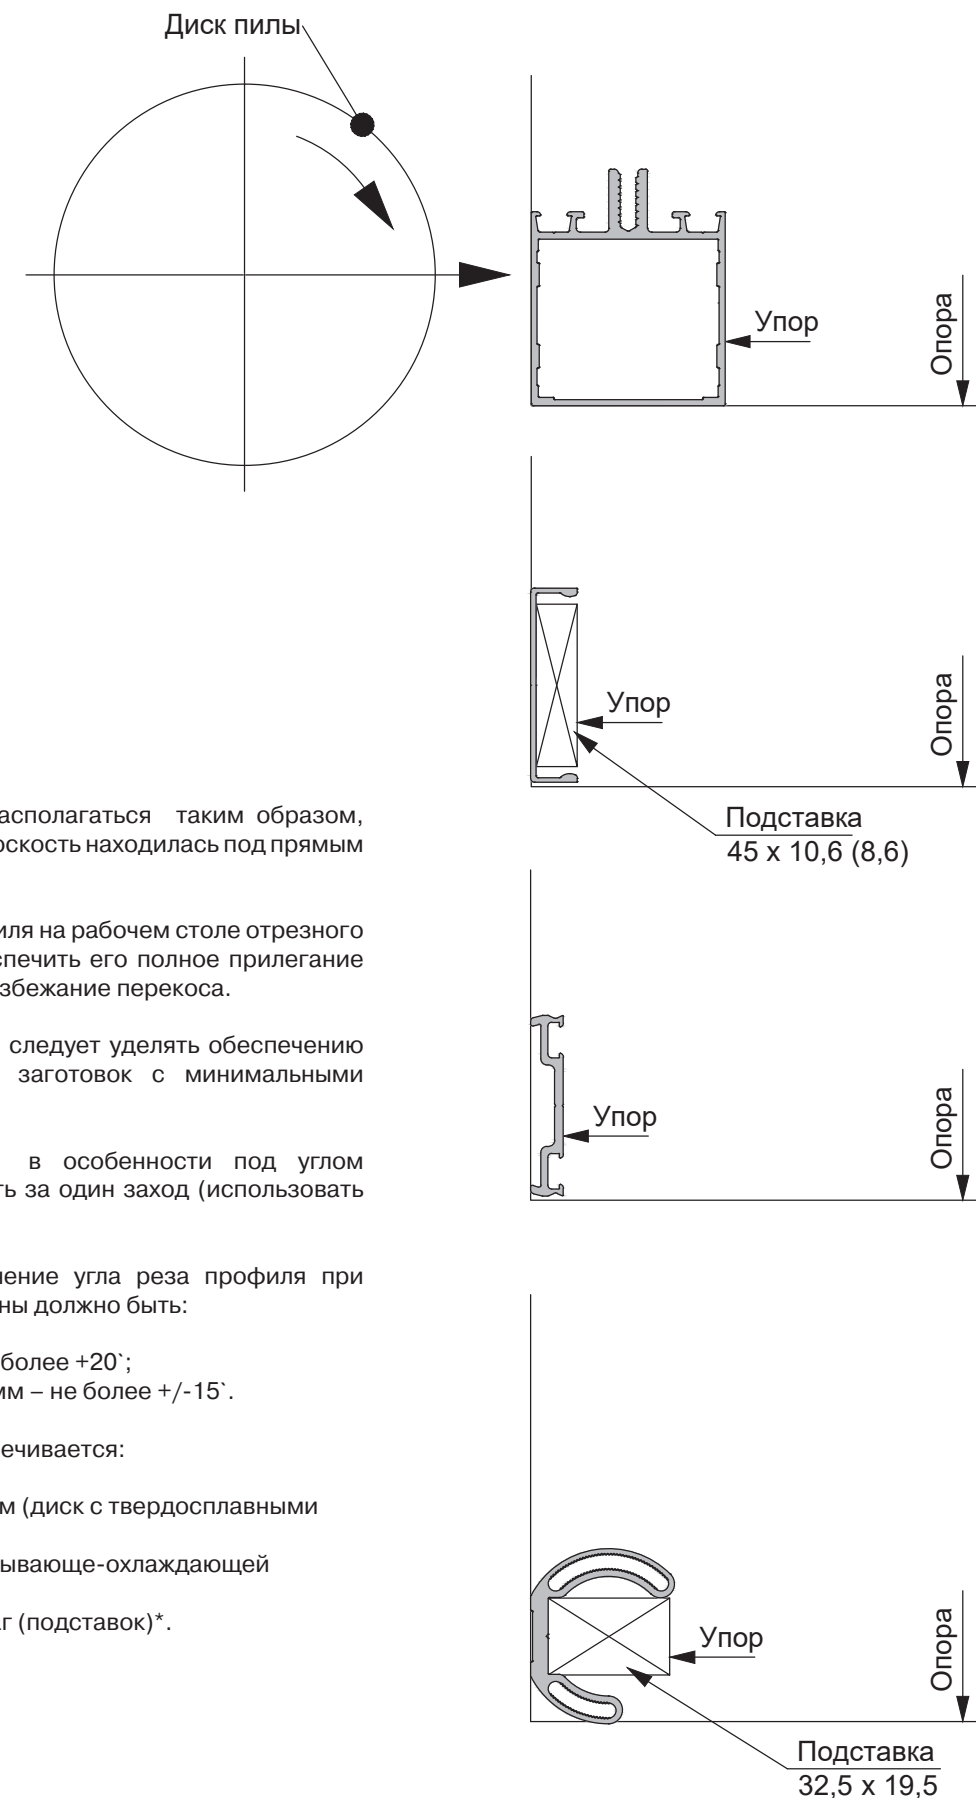 Диск пилы
Упор
Опора
Упор
Опора
Подставка
45 x 10,6 (8,6)
асполагаться таким образом,
оскость находилась под прямым
иля на рабочем столе отрезного
спечить его полное прилегание
збежание перекоса.
следует уделять обеспечению
заготовок с минимальными
в особенности под углом
ть за один заход (использовать
нение угла реза профиля при
ны должно быть:
более +20`;
мм – не более +/-15`.
ечивается:
м (диск с твердосплавными
ывающе-охлаждающей
г (подставок)*.
Упор
Опора
Упор
Опора
Подставка
32,5 x 19,5